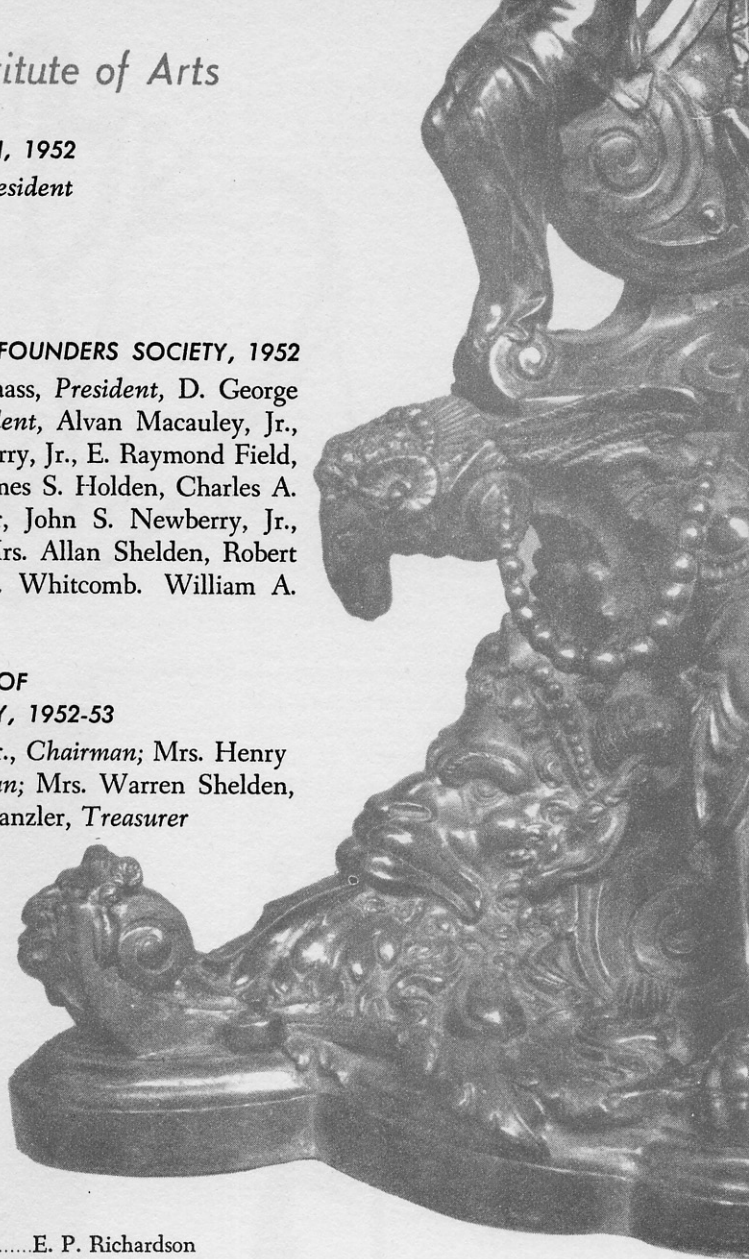 itute of Arts
, 1952
esident
FOUNDERS SOCIETY, 1952
ass, President, D. George
ent, Alvan Macauley, Jr.,
rry, Jr., E. Raymond Field,
mes S. Holden, Charles A.
, John S. Newberry, Jr.,
rs. Allan Shelden, Robert
. Whitcomb. William A.
OF
Y, 1952-53
r., Chairman; Mrs. Henry
an; Mrs. Warren Shelden,
anzler, Treasurer
......E. P. Richardson